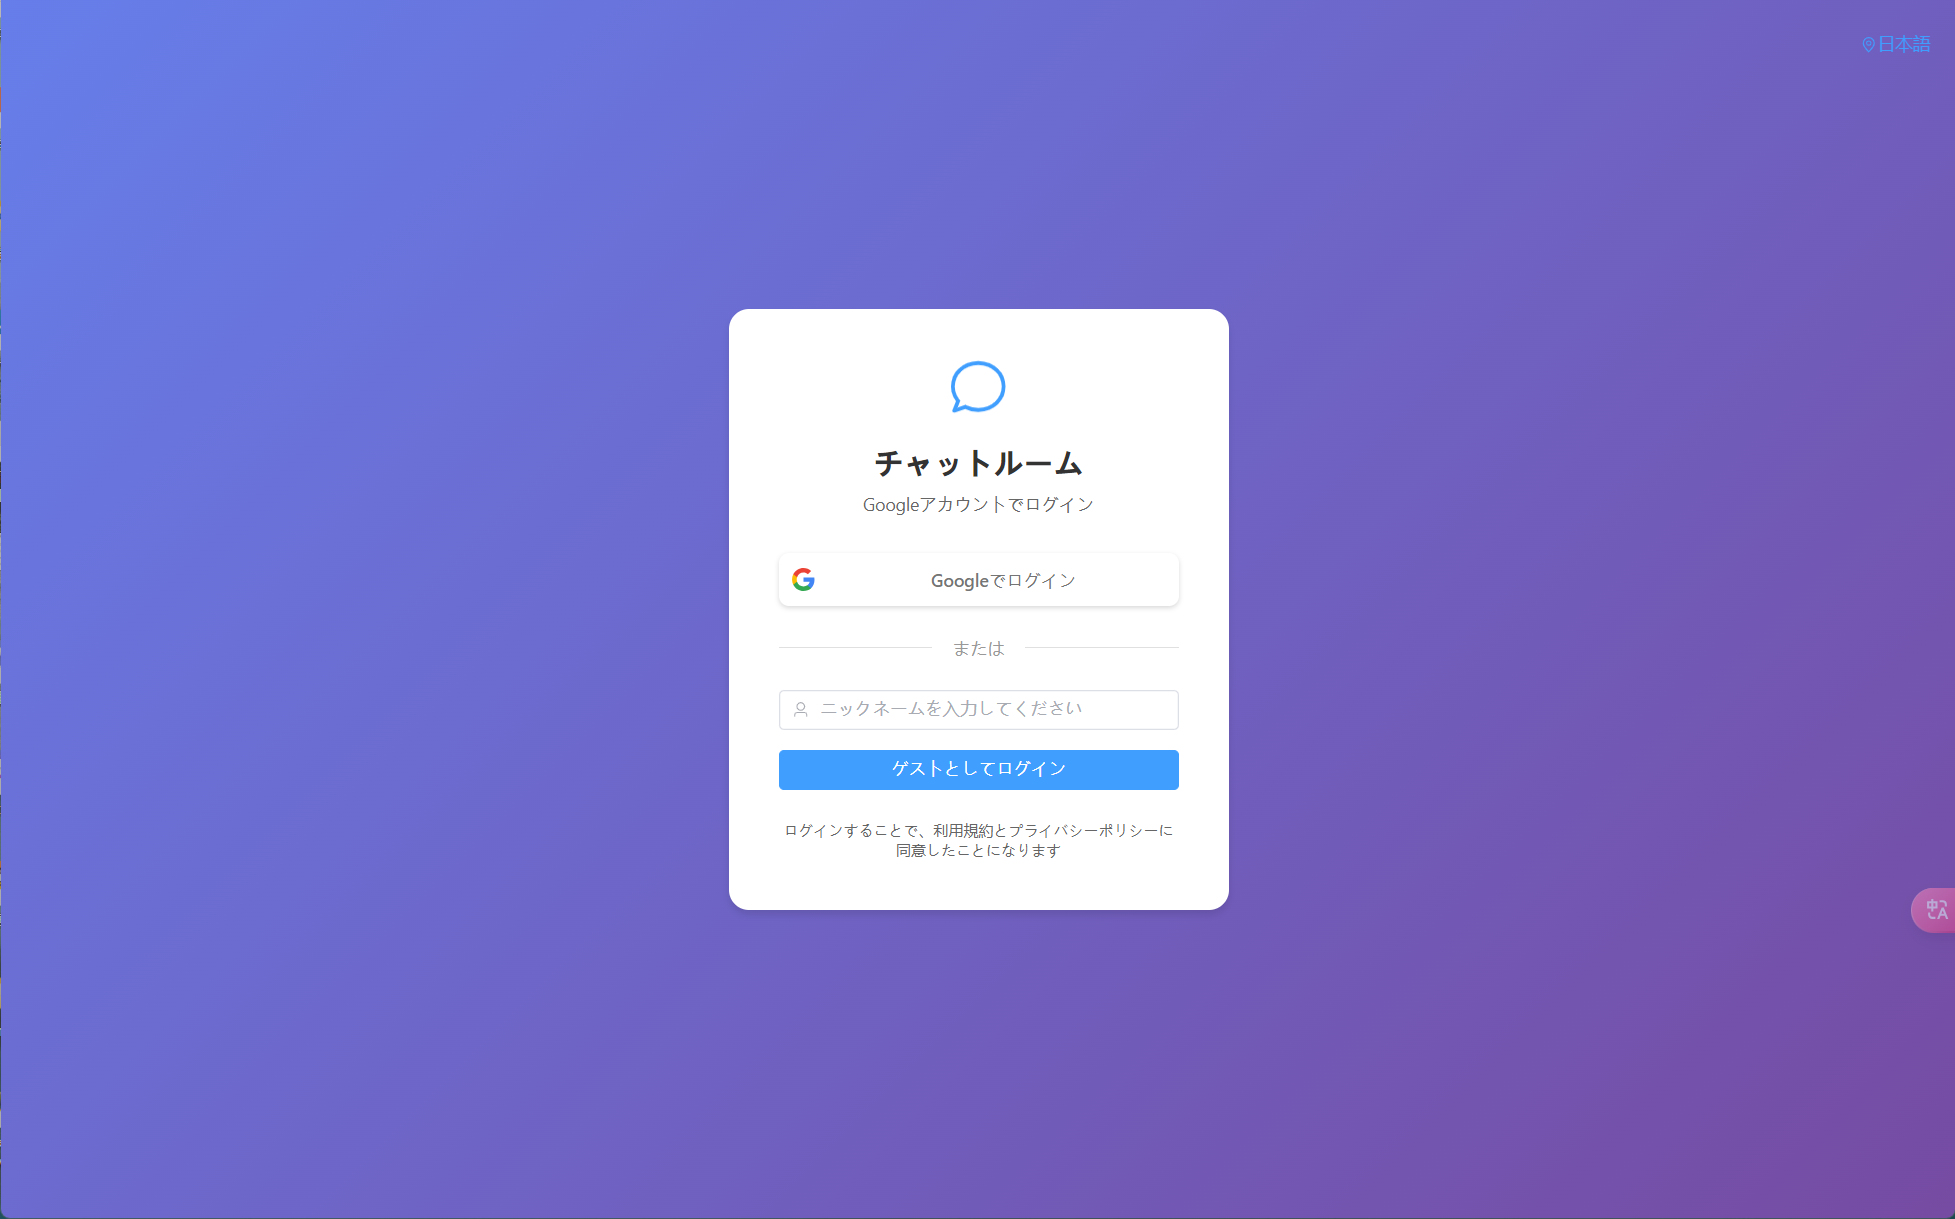 日本語
チャットルーム
Googleアカウントでログイン
Googleでログイン
または
ニックネームを入力してください
ゲストとしてログイン
ログインすることで、利用規約とプライバシーポリシーに
同意したことになります
中A